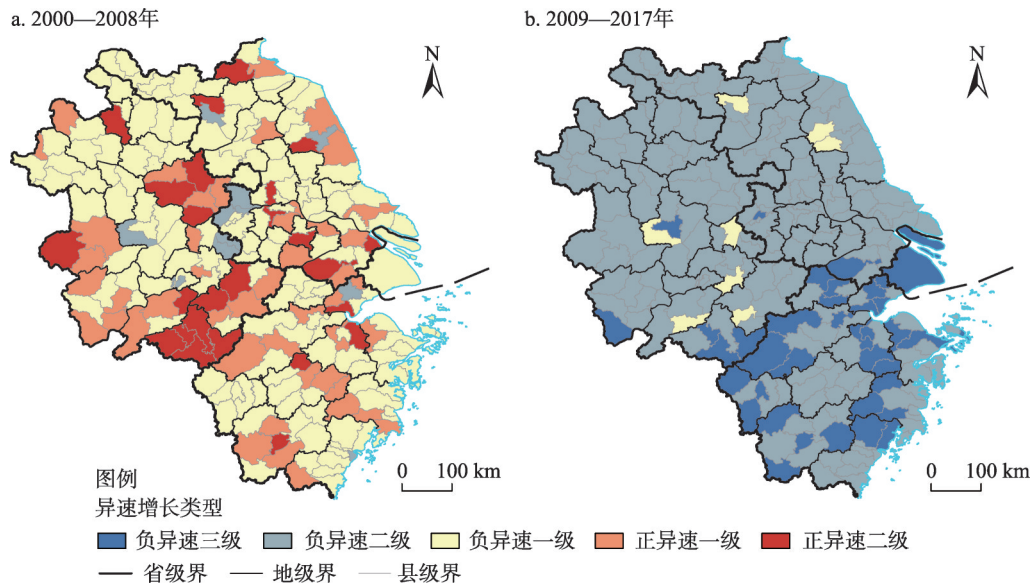 a. 2000—2008年
b. 2009—2017年
N
N
0 100 km
0 100 km
图例
异速增长类型
负异速三级 负异速二级 负异速一级 正异速一级 正异速二级
省级界 地级界 县级界